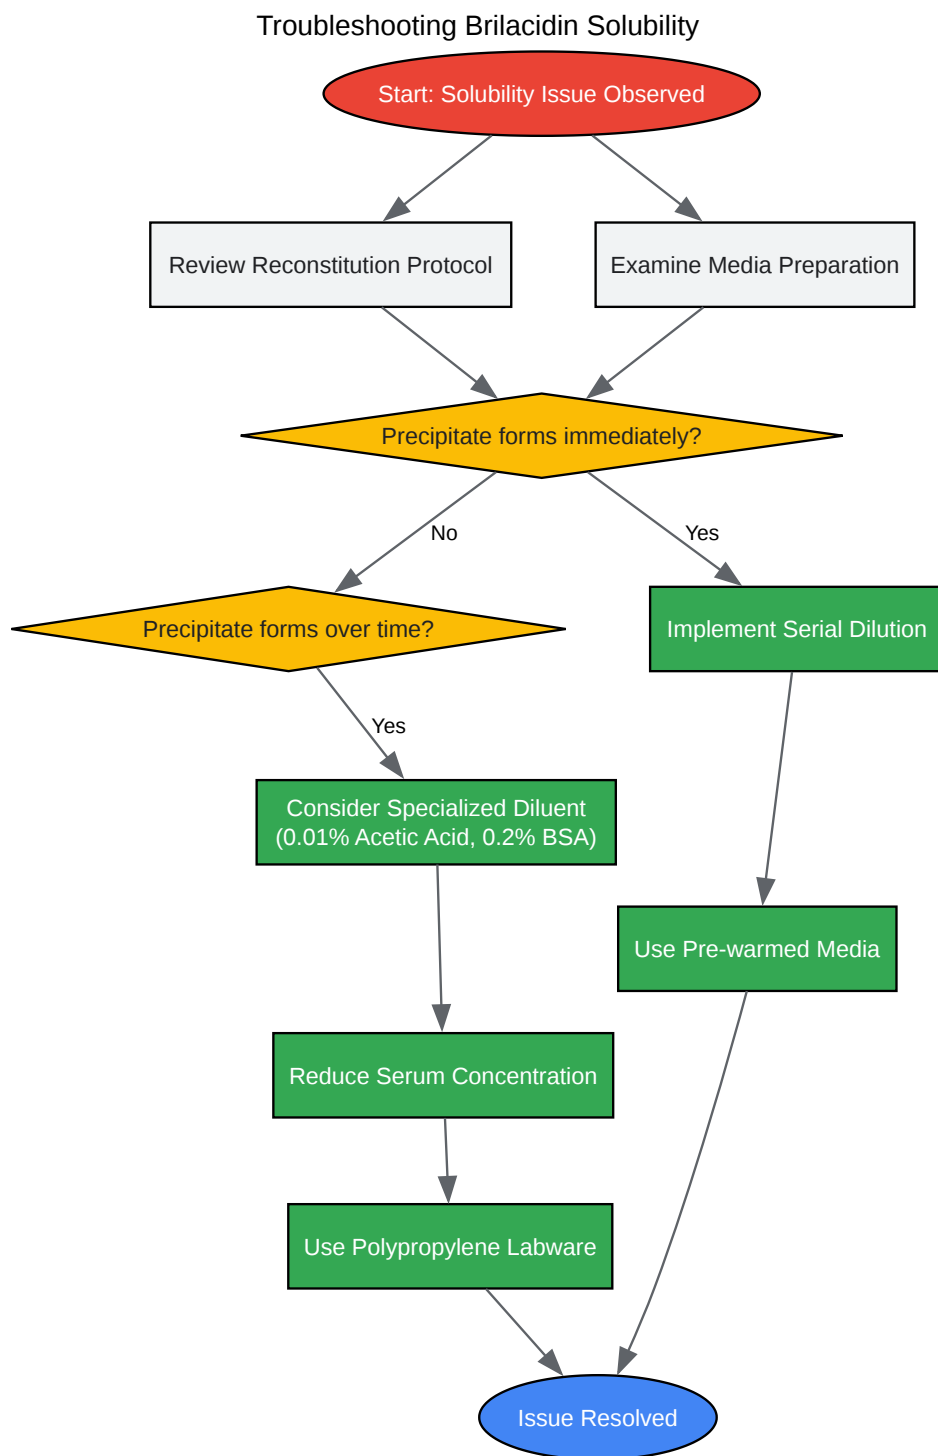 Troubleshooting Brilacidin Solubility
Start: Solubility Issue Observed
Review Reconstitution Protocol
Examine Media Preparation
Precipitate forms immediately?
No
Yes
Precipitate forms over time?
Implement Serial Dilution
Yes
Consider Specialized Diluent
(0.01% Acetic Acid, 0.2% BSA)
Use Pre-warmed Media
Reduce Serum Concentration
Use Polypropylene Labware
Issue Resolved